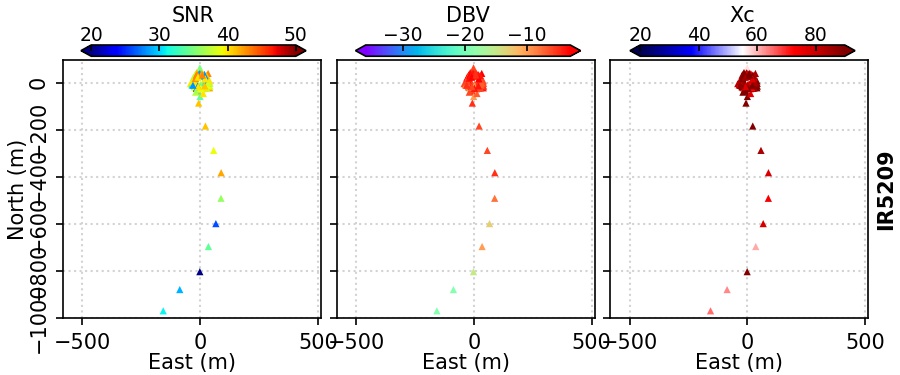 SNR DBV Xc
20 30 40 50 −30 −20 −10 20 40 60 80
North (m)
0
−200
−400
−600
−800
−1000
IR5209
−500 0 500 −500 0 500 −500 0 500
East (m) East (m) East (m)